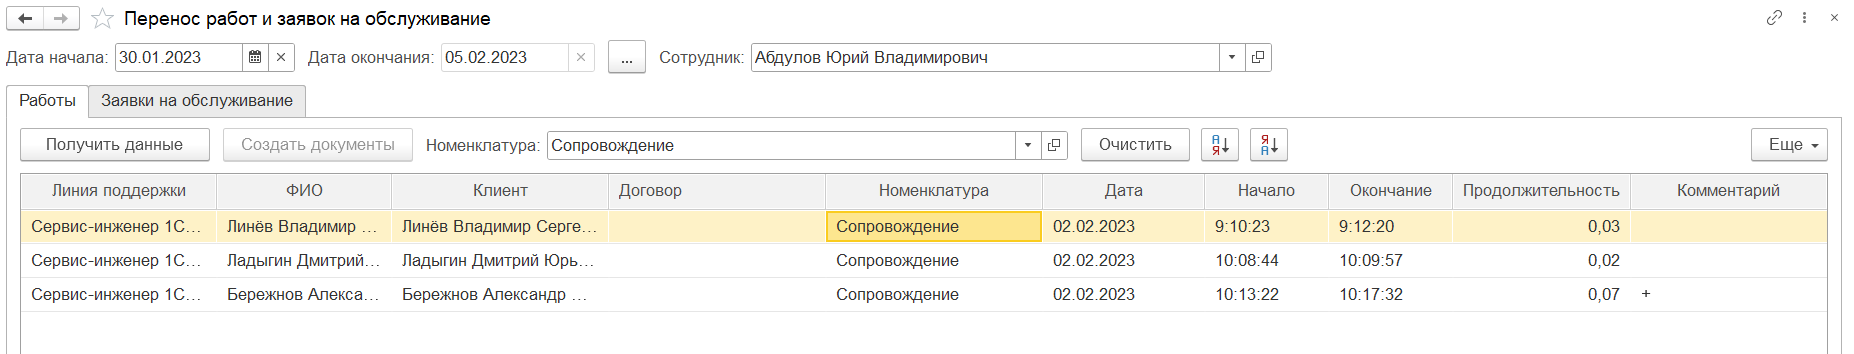 Перенос работ и заявок на обслуживание
Дата начала: 30.01.2023 Дата окончания: 05.02.2023 ... Сотрудник: Абдулов Юрий Владимирович
Работы Заявки на обслуживание
Получить данные Создать документы Номенклатура: Сопровождение Очистить А Я Я А Еще
Линия поддержки ФИО Клиент Договор Номенклатура Дата Начало Окончание Продолжительность Комментарий
Сервис-инженер 1С... Линёв Владимир ... Линёв Владимир Серге... Сопровождение 02.02.2023 9:10:23 9:12:20 0,03
Сервис-инженер 1С... Ладыгин Дмитрий... Ладыгин Дмитрий Юрь... Сопровождение 02.02.2023 10:08:44 10:09:57 0,02
Сервис-инженер 1С... Бережнов Алекса... Бережнов Александр ... Сопровождение 02.02.2023 10:13:22 10:17:32 0,07 +